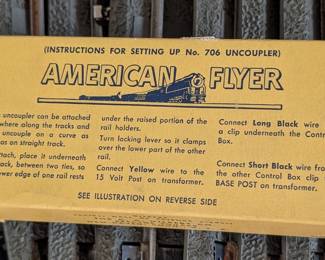 (INSTRUCTIONS FOR SETTING UP No. 706 UNCOUPLER)
AMERICAN FLYER
uncoupler can be attached
where along the tracks and
uncouple on a curve as
as on straight track.
ttach, place it underneath
ack, between two ties, so
ower edge of one rail rests
under the raised portion of the
rail holders.
Turn locking lever so it clamps
over the lower part of the other
rail.
Connect Yellow wire to the
15 Volt Post on transformer.
Connect Long Black wire
a clip underneath the Contr
Box.
Connect Short Black wire from
the other Control Box clip
BASE POST on transformer.
SEE ILLUSTRATION ON REVERSE SIDE